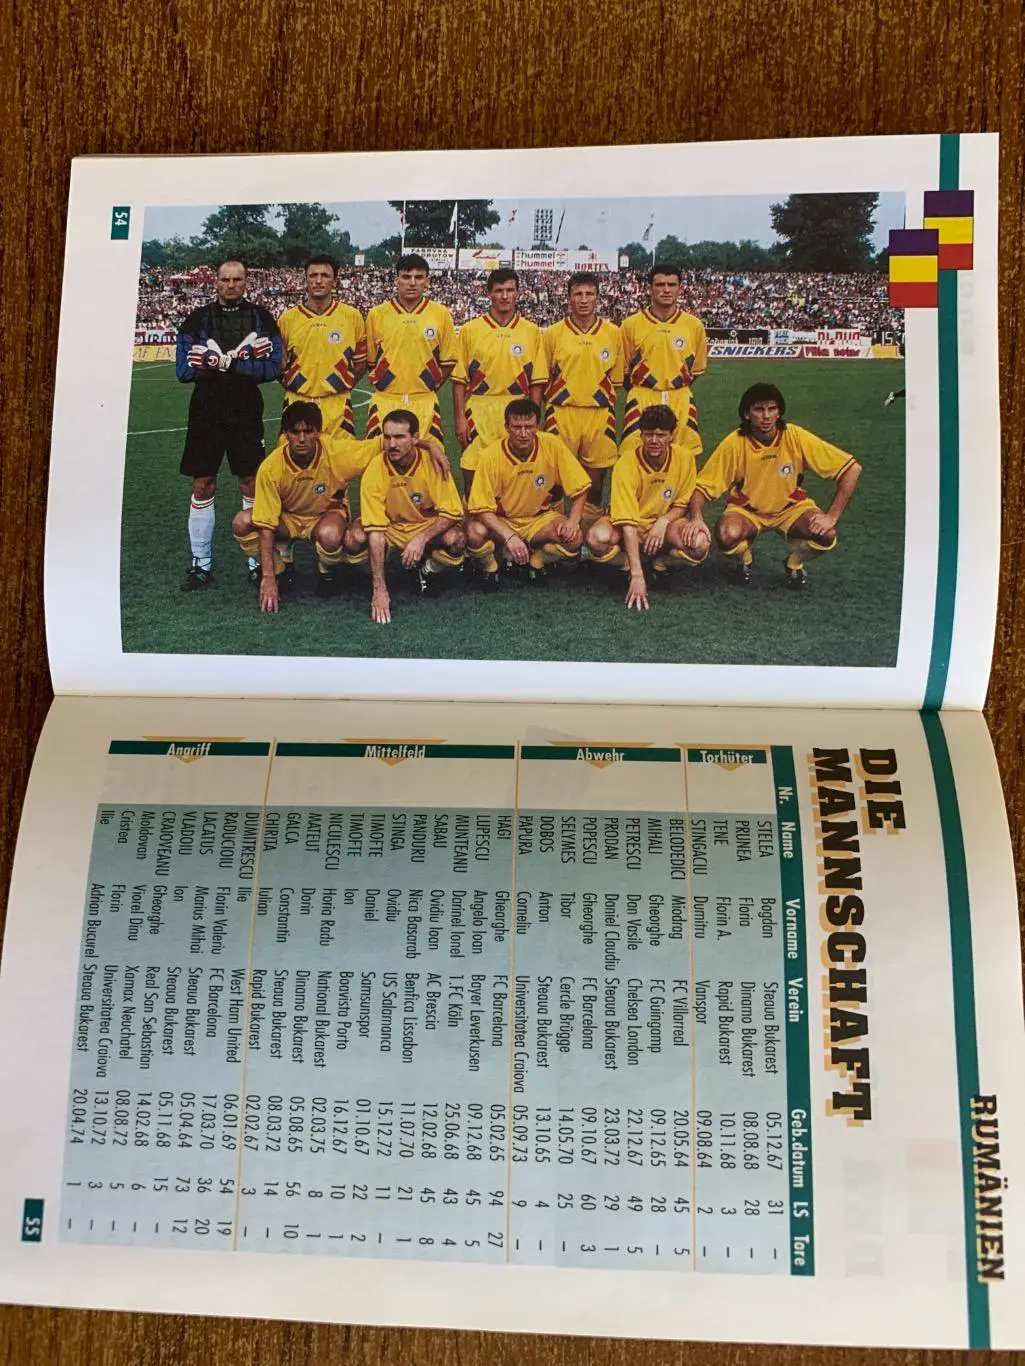 54
FABRYKA
DRUTOW
hummel
hummel
HORTEX
SNICKERS
RUMÄNIEN
DIE
MANNSCHAFT
Nr. Name Vorname Verein Geb.datum LS Tore
Torhüter
STELEA Bogdan Steaua Bukarest 05.12.67 31 –
PRUNEA Floria Dinamo Bukarest 08.08.68 28 –
TENE Florin A. Rapid Bukarest 10.11.68 3 –
STINGACIU Dumitru Vanspor 09.08.64 2 –
Abwehr
BELODEDICI Miodrag FC Villarreal 20.05.64 45 5
MIHALI Gheorghe FC Guingamp 09.12.65 28 –
PETRESCU Dan Vasile Chelsea London 22.12.67 49 5
PRODAN Daniel Claudiu Steaua Bukarest 23.03.72 29 1
POPESCU Gheorghe FC Barcelona 09.10.67 60 3
SELYMES Tibor Cercle Brügge 14.05.70 25 –
DOBOS Anton Steaua Bukarest 13.10.65 4 –
PAPURA Corneliu Universitatea Craiova 05.09.73 9 –
Mittelfeld
HAGI Gheorghe FC Barcelona 05.02.65 94 27
LUPESCU Angelo Ioan Bayer Leverkusen 09.12.68 45 5
MUNTEANU Dorinel Ionel 1.FC Köln 25.06.68 43 4
SABAU Ovidiu Ioan AC Brescia 12.02.68 45 8
PANDURU Nica Basarab Benfica Lissabon 11.07.70 21 1
STINGA Ovidiu US Salamanca 15.12.72 11 –
TIMOFTE Daniel Samsunspor 01.10.67 22 2
TIMOFTE Ion Boavista Porto 16.12.67 10 1
NICULESCU Horia Radu National Bukarest 02.03.75 8 1
MATEUT Dorin Dinamo Bukarest 05.08.65 56 10
GALCA Constantin Steaua Bukarest 08.03.72 14 –
CHIRITA Iulian Rapid Bukarest 02.02.67 3 –
Angriff
DUMITRESCU Ilie West Ham United 06.01.69 54 19
RADUCIOIU Florin Valeriu FC Barcelona 17.03.70 36 20
LACATUS Marius Mihai Steaua Bukarest 05.04.64 73 12
VLADOIU Ion Steaua Bukarest 05.11.68 15 –
CRAIOVEANU Gheorghe Real San Sebastian 14.02.68 6 –
Moldovan Viorel Dinu Xamax Neuchatel 08.08.72 5 –
Cristea Florin Universitatea Craiova 13.10.72 3 –
Ilie Adrian Bucurel Steaua Bukarest 20.04.74 1 –
55